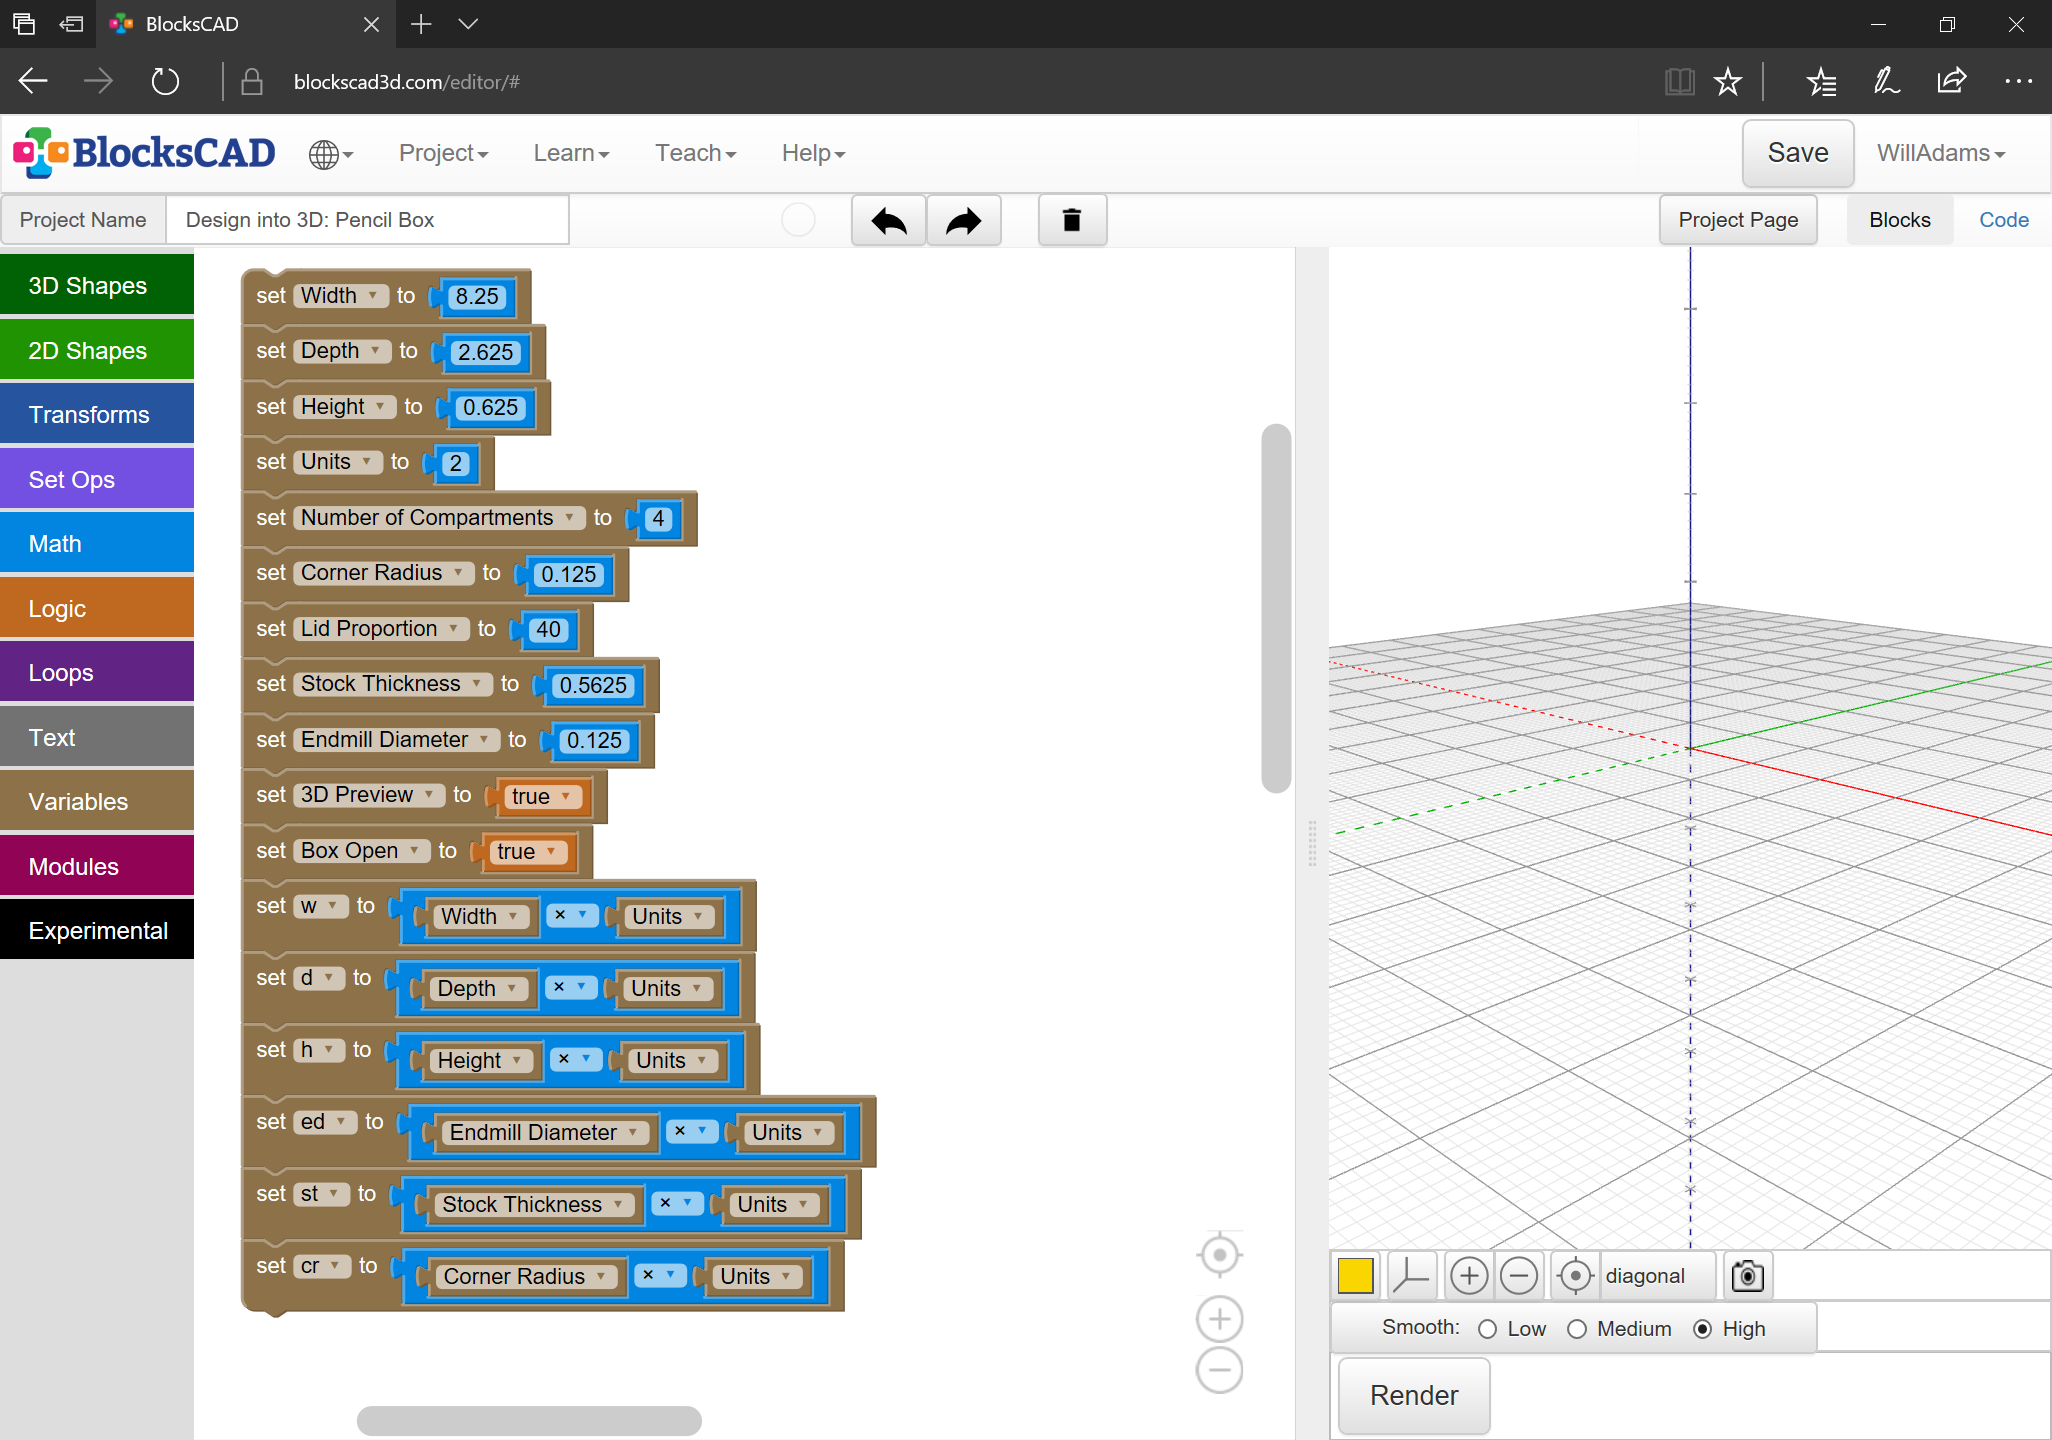 BlocksCAD
blockscad3d.com/editor/#
BlocksCAD Project Learn Teach Help Save WillAdams
Project Name Design into 3D: Pencil Box Project Page Blocks Code
3D Shapes
2D Shapes
Transforms
Set Ops
Math
Logic
Loops
Text
Variables
Modules
Experimental
set Width to 8.25
set Depth to 2.625
set Height to 0.625
set Units to 2
set Number of Compartments to 4
set Corner Radius to 0.125
set Lid Proportion to 40
set Stock Thickness to 0.5625
set Endmill Diameter to 0.125
set 3D Preview to true
set Box Open to true
set w to Width × Units
set d to Depth × Units
set h to Height × Units
set ed to Endmill Diameter × Units
set st to Stock Thickness × Units
set cr to Corner Radius × Units
diagonal
Smooth: Low Medium High
Render